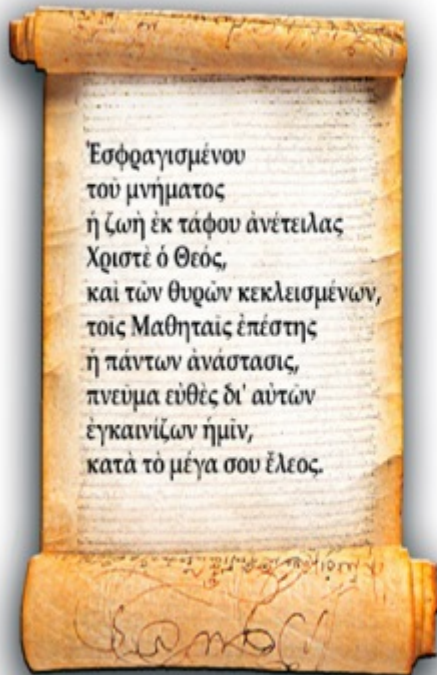 Ἐσφραγισμένου
τοῦ μνήματος
ἡ ζωὴ ἐκ τάφου ἀνέτειλας
Χριστὲ ὁ Θεός,
καὶ τῶν θυρῶν κεκλεισμένων,
τοῖς Μαθηταῖς ἐπέστης
ἡ πάντων ἀνάστασις,
πνεῦμα εὐθὲς δι' αὐτῶν
ἐγκαινίζων ἡμῖν,
κατὰ τὸ μέγα σου ἔλεος.